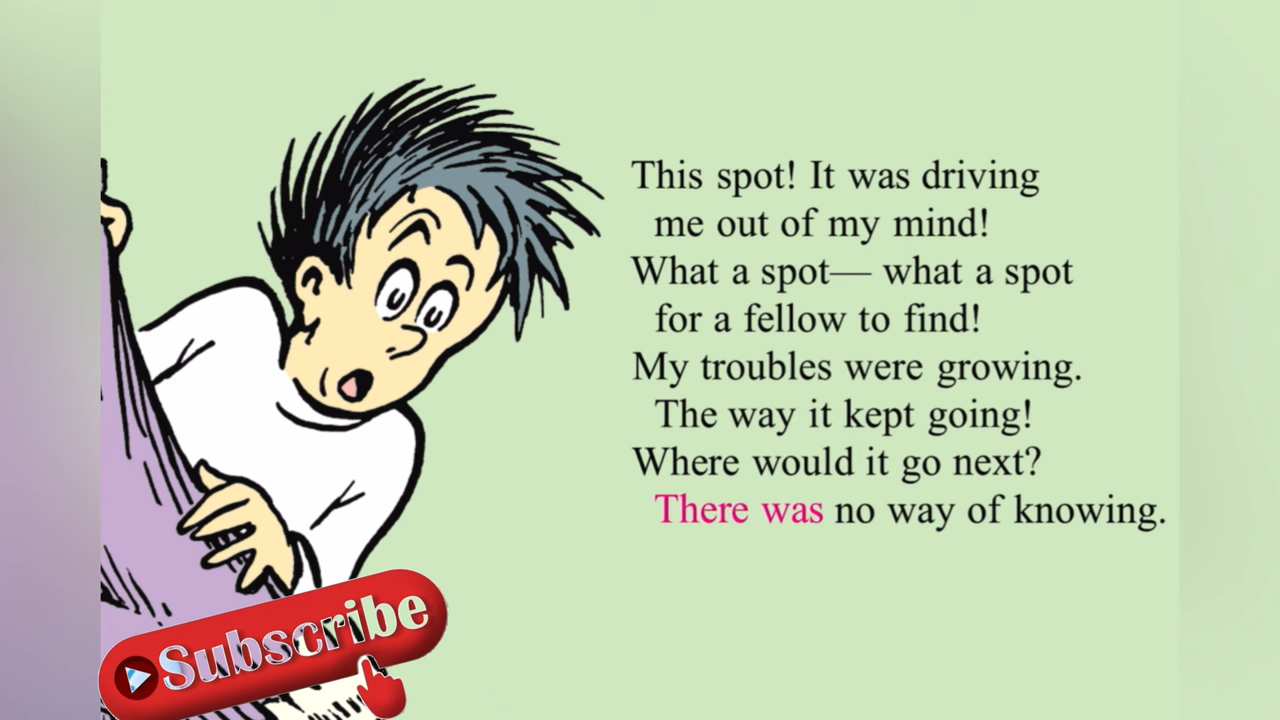 This spot! It was driving
me out of my mind!
What a spot— what a spot
for a fellow to find!
My troubles were growing.
The way it kept going!
Where would it go next?
There was no way of knowing.
Subscribe